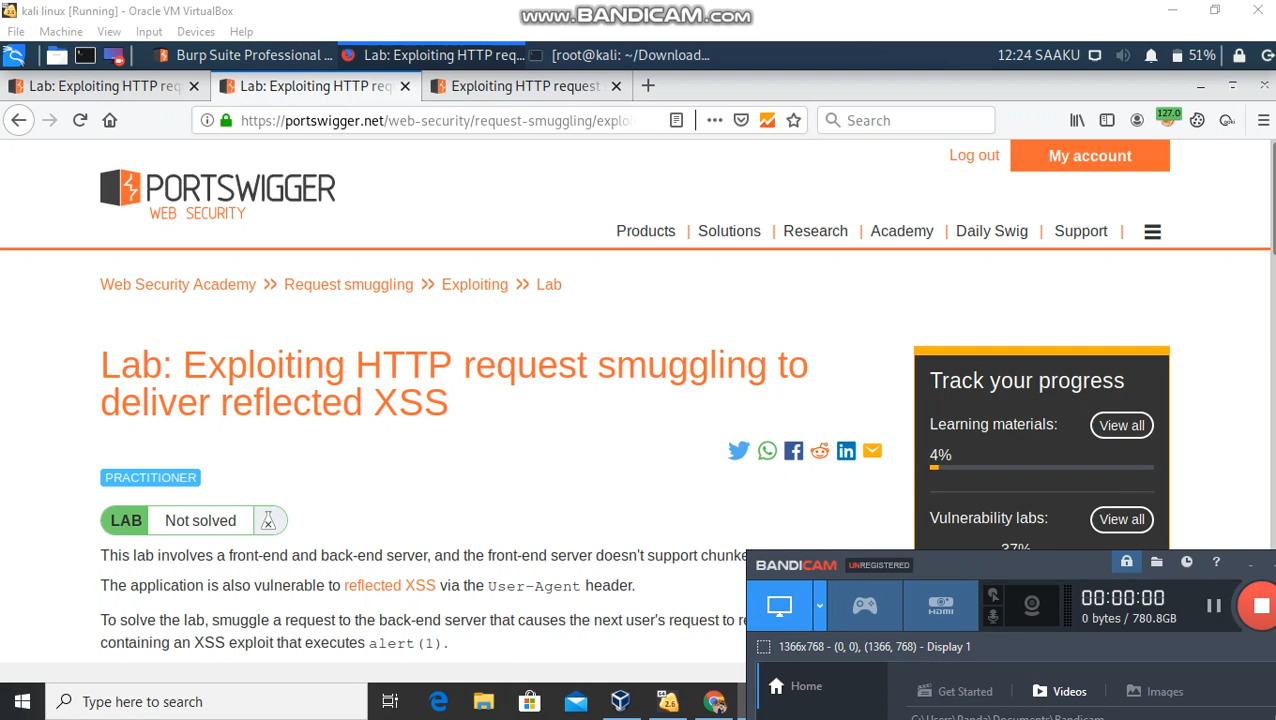 kali linux [Running] - Oracle VM VirtualBox
www.BANDICAM.com
File Machine View Input Devices Help
Burp Suite Professional ... Lab: Exploiting HTTP req... [root@kali: ~/Download... 12:24 SAAKU 51%
Lab: Exploiting HTTP req Lab: Exploiting HTTP req Exploiting HTTP request
https://portswigger.net/web-security/request-smuggling/exploi Search 127.0
Log out My account
PORTSWIGGER
WEB SECURITY
Products | Solutions | Research | Academy | Daily Swig | Support |
Web Security Academy >> Request smuggling >> Exploiting >> Lab
Lab: Exploiting HTTP request smuggling to
deliver reflected XSS
Track your progress
Learning materials: View all
4%
PRACTITIONER
LAB Not solved
Vulnerability labs: View all
37%
This lab involves a front-end and back-end server, and the front-end server doesn't support chunke
The application is also vulnerable to reflected XSS via the User-Agent header.
To solve the lab, smuggle a request to the back-end server that causes the next user's request to re
containing an XSS exploit that executes alert(1).
BANDICAM UNREGISTERED
HDMI
00:00:00
0 bytes / 780.8GB
1366x768 - (0, 0), (1366, 768) - Display 1
Home
Get Started Videos Images
Type here to search
2.6